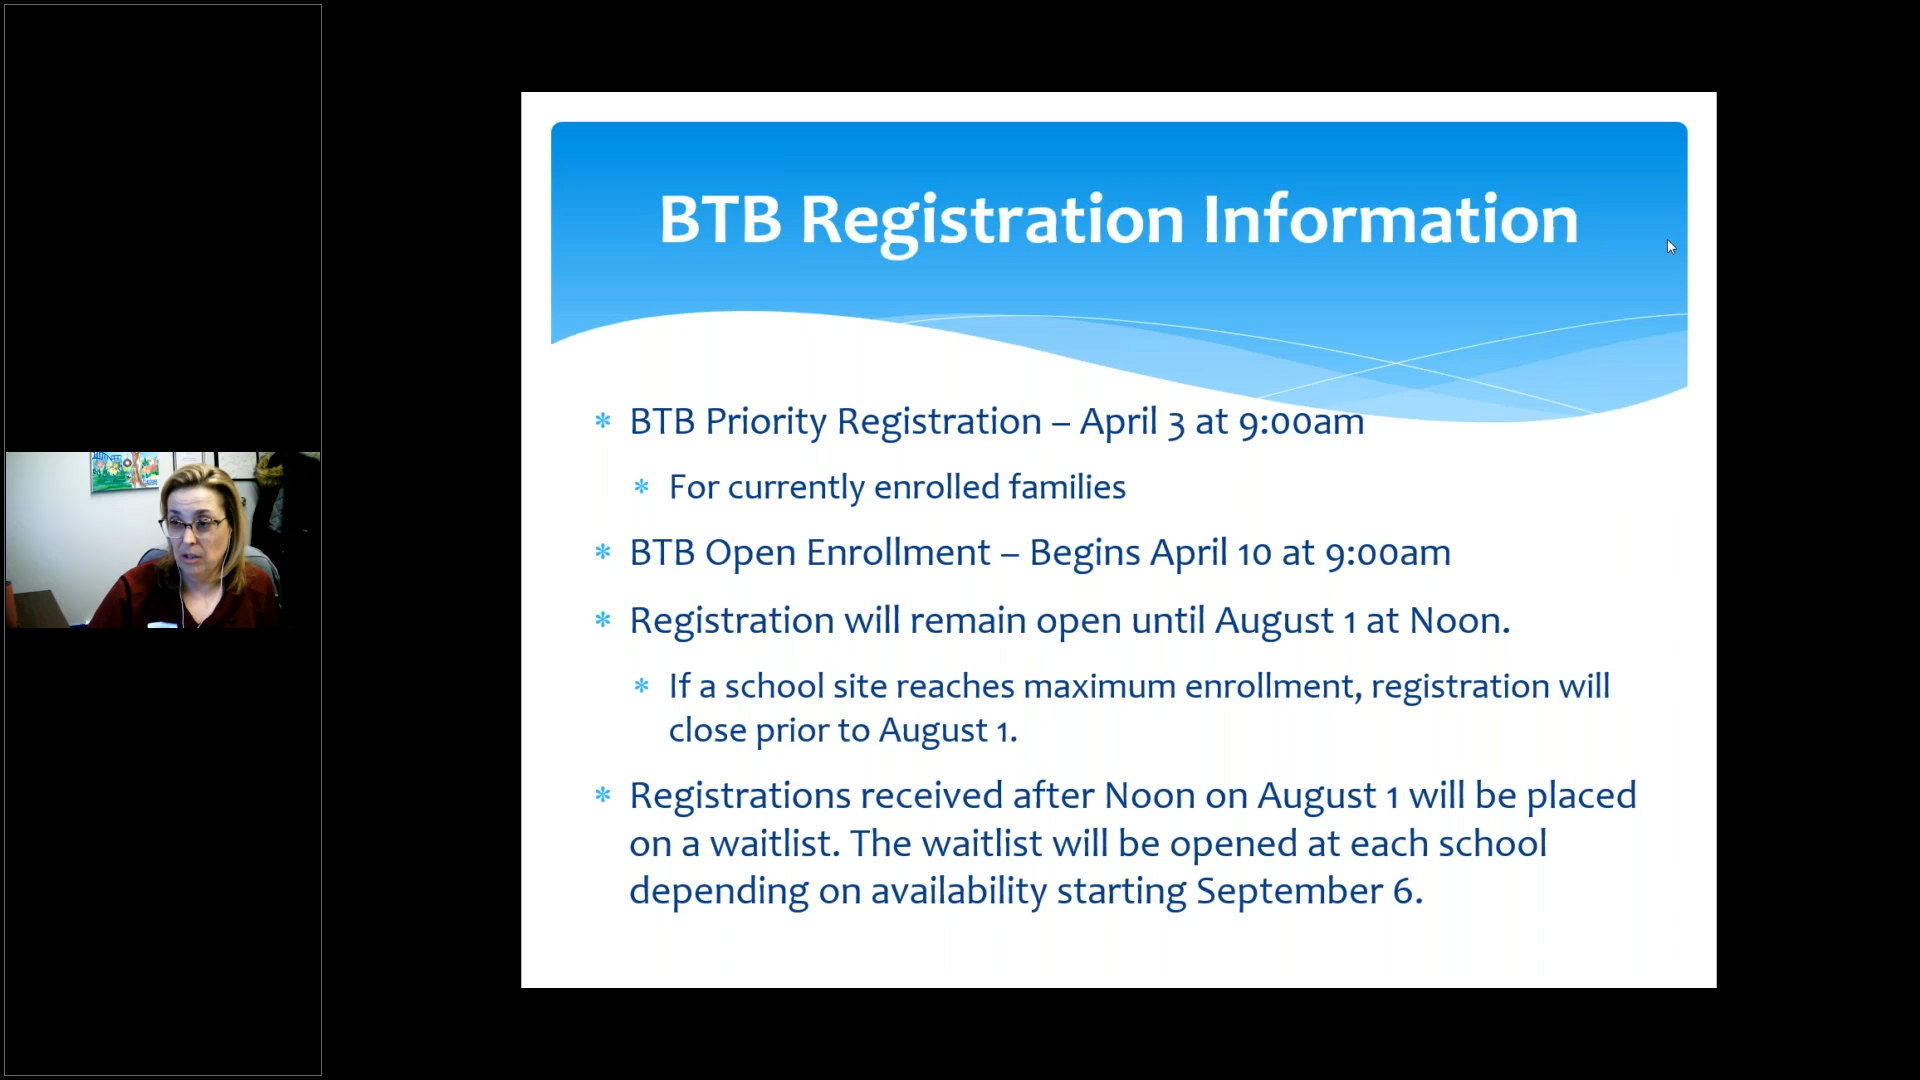 BTB Registration Information
* BTB Priority Registration – April 3 at 9:00am
* For currently enrolled families
* BTB Open Enrollment – Begins April 10 at 9:00am
* Registration will remain open until August 1 at Noon.
* If a school site reaches maximum enrollment, registration will
close prior to August 1.
* Registrations received after Noon on August 1 will be placed
on a waitlist. The waitlist will be opened at each school
depending on availability starting September 6.